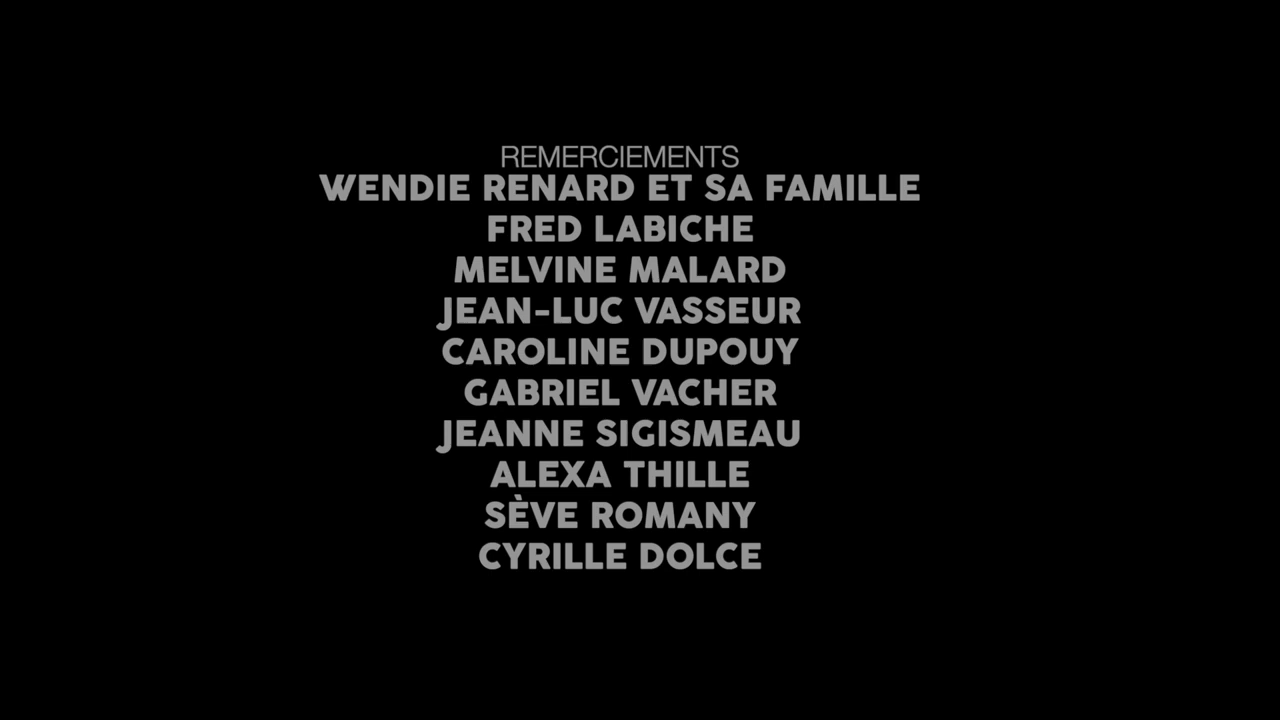 REMERCIEMENTS
WENDIE RENARD ET SA FAMILLE
FRED LABICHE
MELVINE MALARD
JEAN-LUC VASSEUR
CAROLINE DUPOUY
GABRIEL VACHER
JEANNE SIGISMEAU
ALEXA THILLE
SÈVE ROMANY
CYRILLE DOLCE